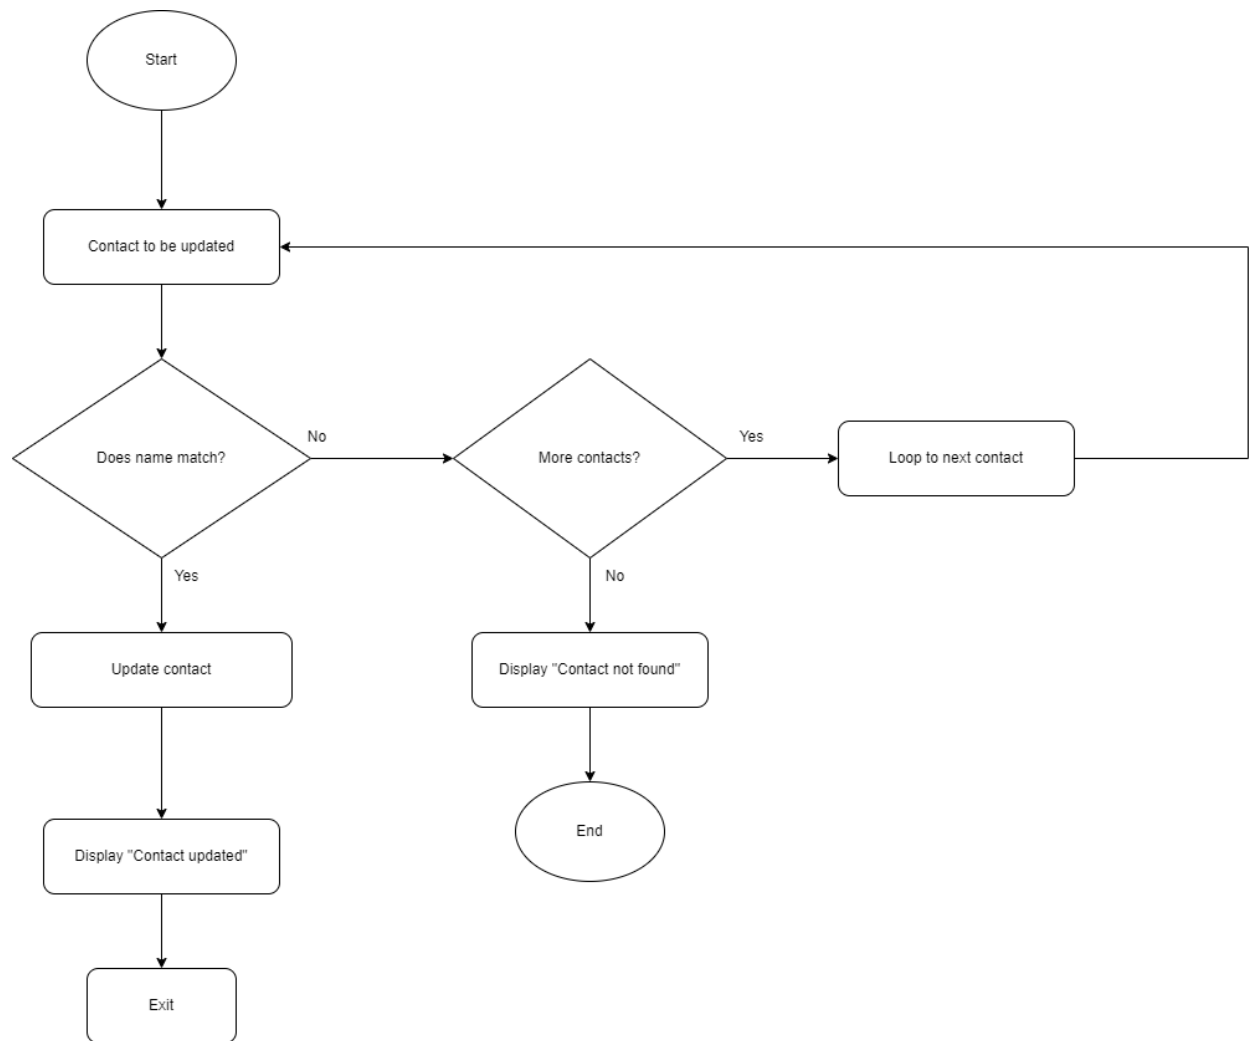 Start
Contact to be updated
Does name match?
No
More contacts?
Yes
Loop to next contact
Yes
No
Update contact
Display "Contact not found"
Display "Contact updated"
End
Exit